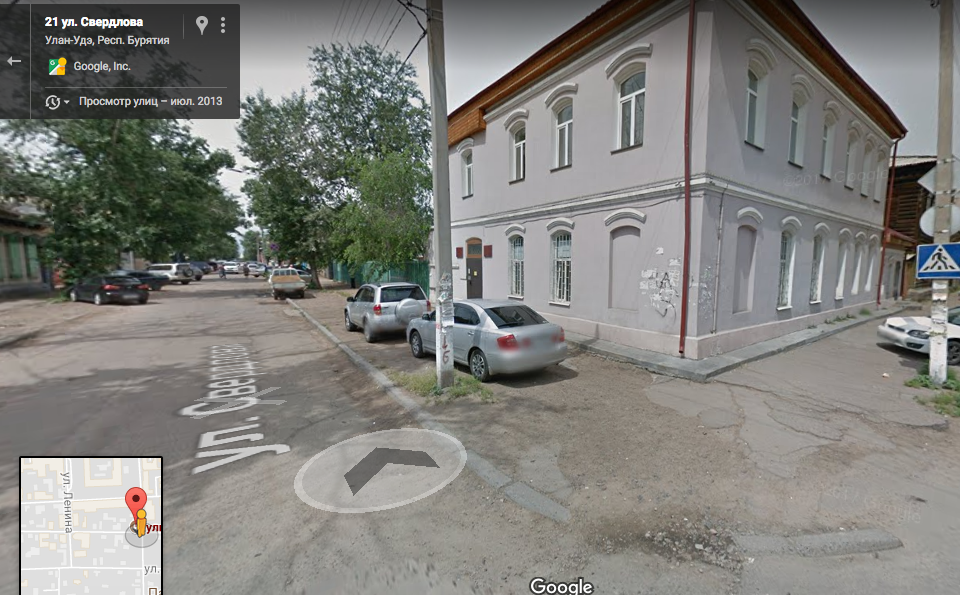 21 ул. Свердлова
Улан-Удэ, Респ. Бурятия
Google, Inc.
Просмотр улиц – июл. 2013
ул. Свердлова
ул. Ленина
ул.
Google